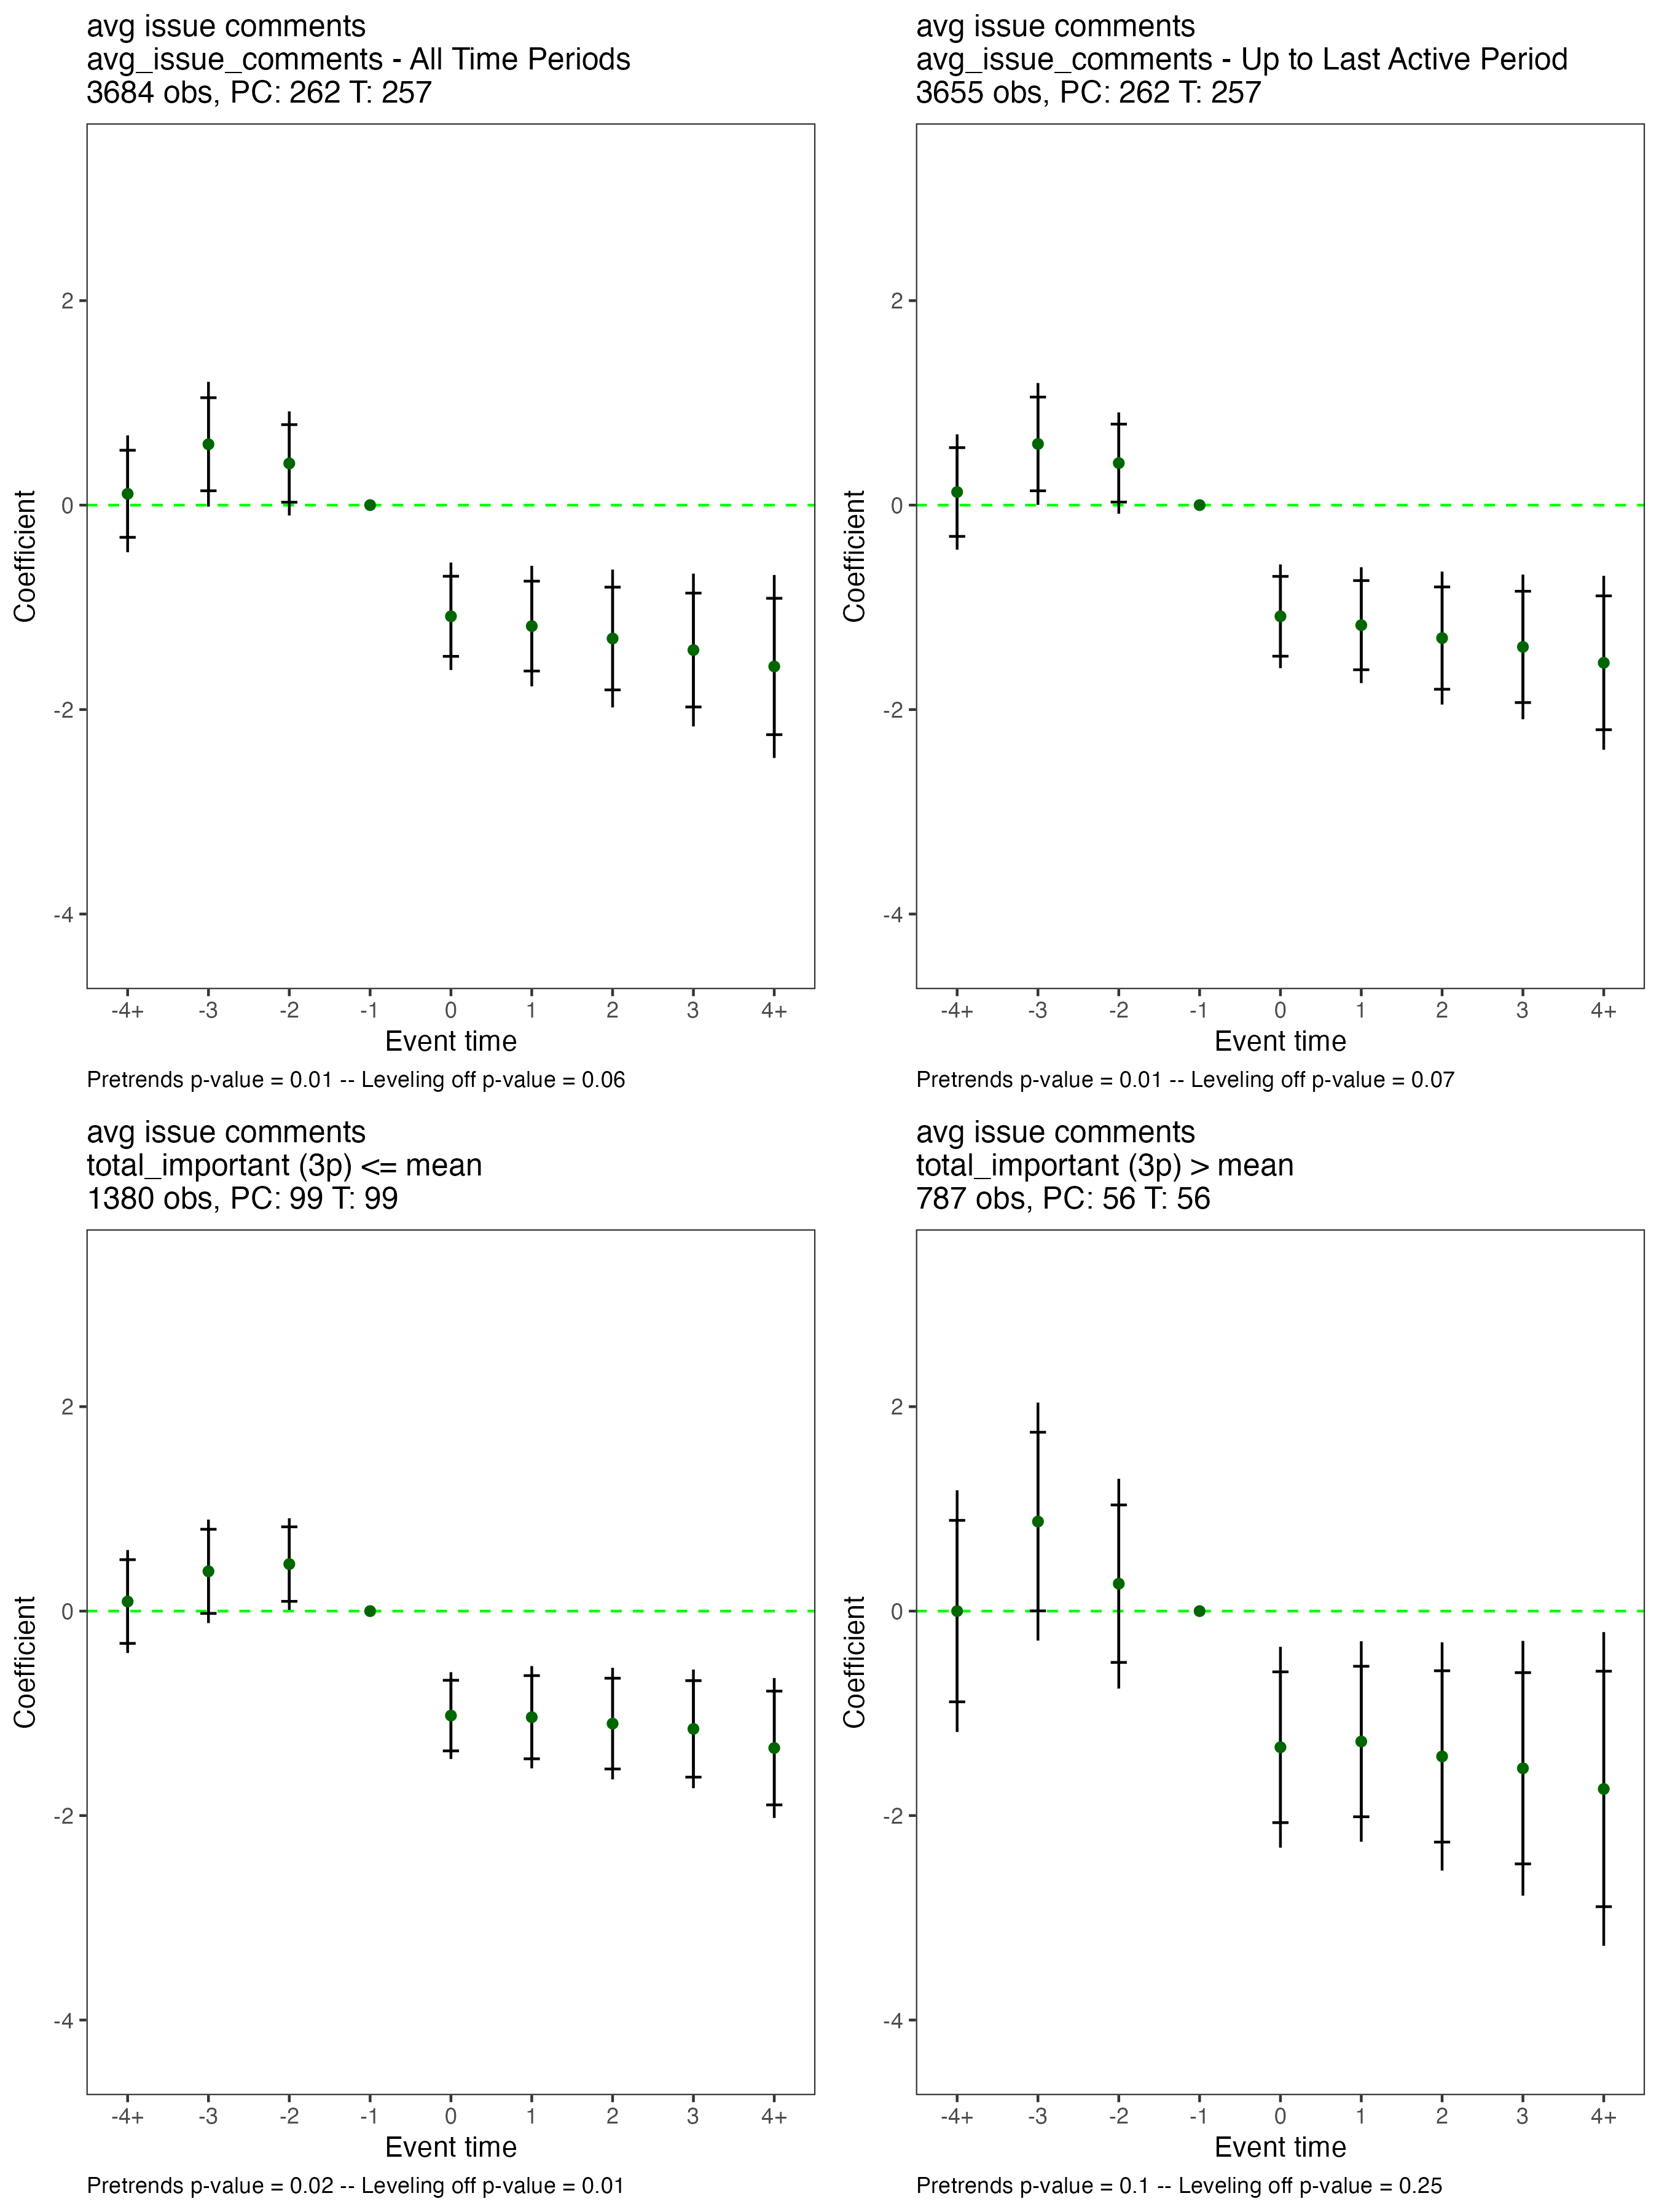 avg issue comments
avg_issue_comments - All Time Periods
3684 obs, PC: 262 T: 257
Coefficient
2
0
-2
-4
-4+ -3 -2 -1 0 1 2 3 4+
Event time
Pretrends p-value = 0.01 -- Leveling off p-value = 0.06
avg issue comments
avg_issue_comments - Up to Last Active Period
3655 obs, PC: 262 T: 257
Coefficient
2
0
-2
-4
-4+ -3 -2 -1 0 1 2 3 4+
Event time
Pretrends p-value = 0.01 -- Leveling off p-value = 0.07
avg issue comments
total_important (3p) <= mean
1380 obs, PC: 99 T: 99
Coefficient
2
0
-2
-4
-4+ -3 -2 -1 0 1 2 3 4+
Event time
Pretrends p-value = 0.02 -- Leveling off p-value = 0.01
avg issue comments
total_important (3p) > mean
787 obs, PC: 56 T: 56
Coefficient
2
0
-2
-4
-4+ -3 -2 -1 0 1 2 3 4+
Event time
Pretrends p-value = 0.1 -- Leveling off p-value = 0.25